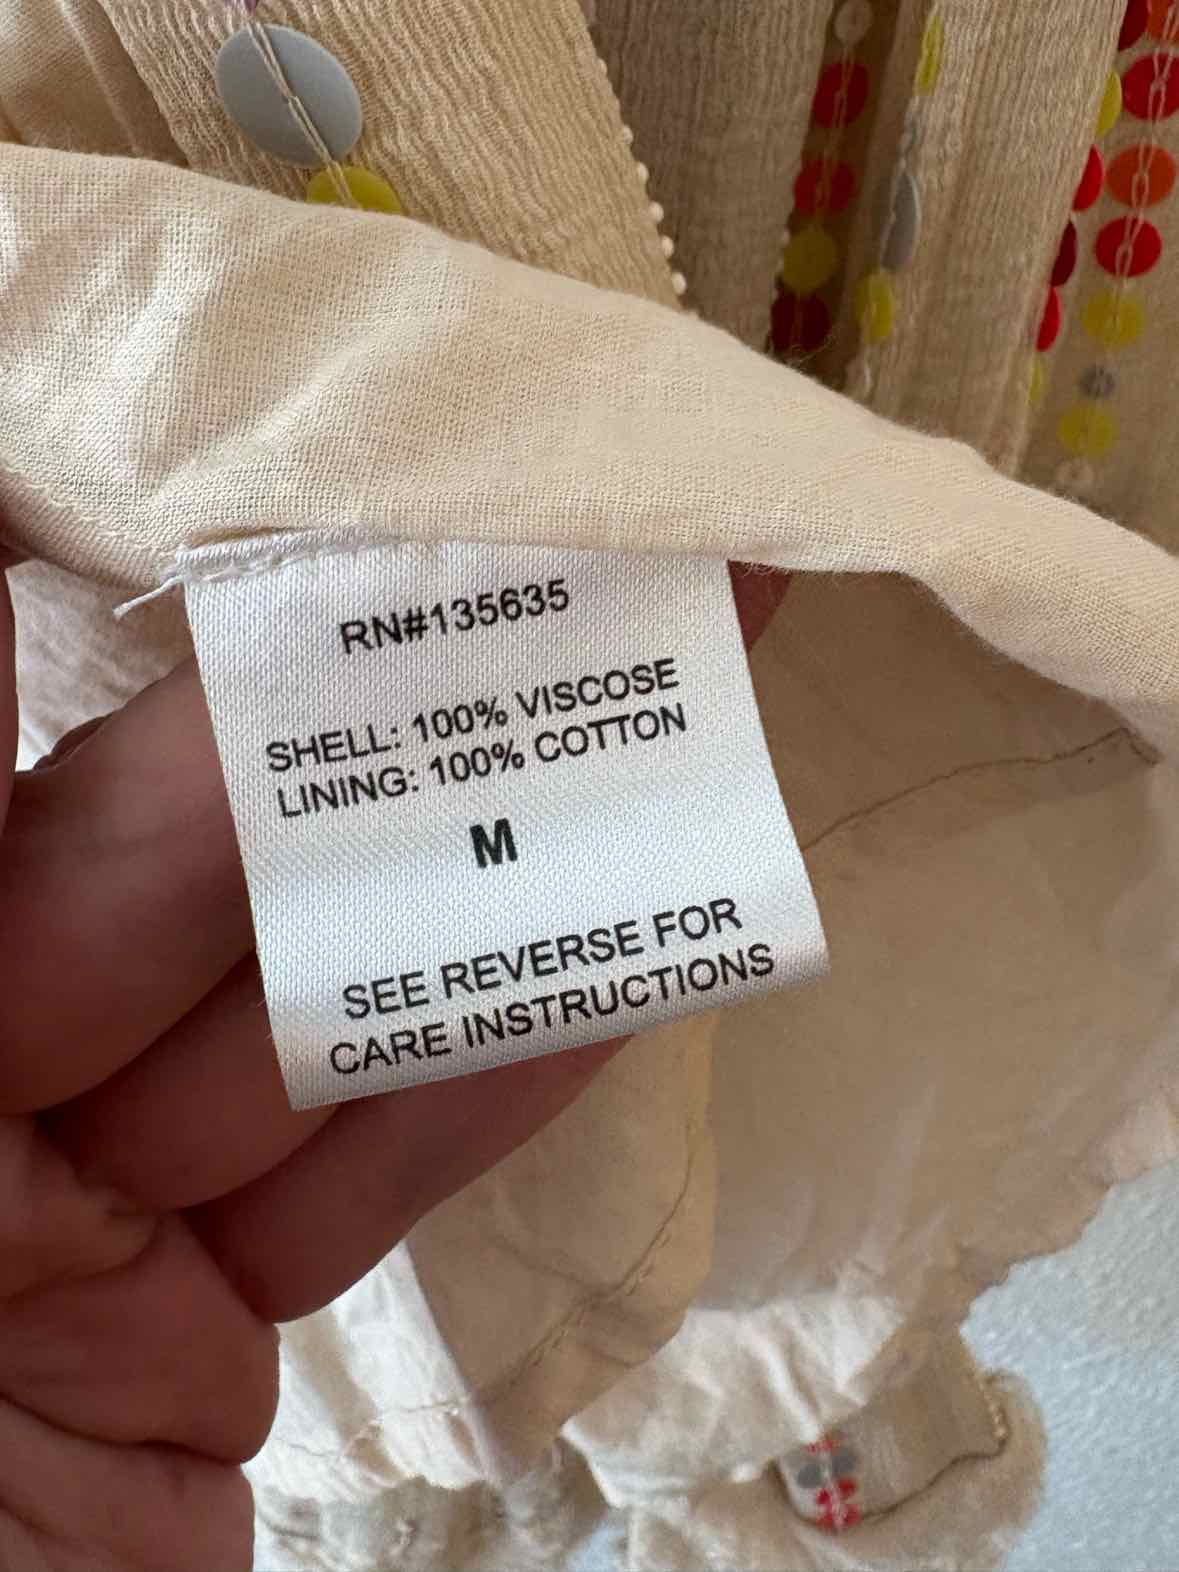 RN#135635
SHELL: 100% VISCOSE
LINING: 100% COTTON
M
SEE REVERSE FOR
CARE INSTRUCTIONS